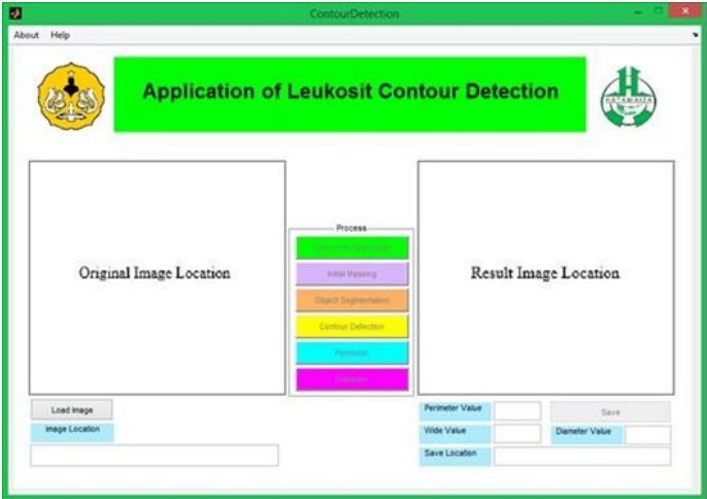 ContourDetection
About Help
Application of Leukosit Contour Detection
Original Image Location
Process
Initial Masking
Object Segmentation
Contour Detection
Perimeter
Diameter
Result Image Location
Load Image
Image Location
Perimeter Value
Save
Wide Value
Diameter Value
Save Location